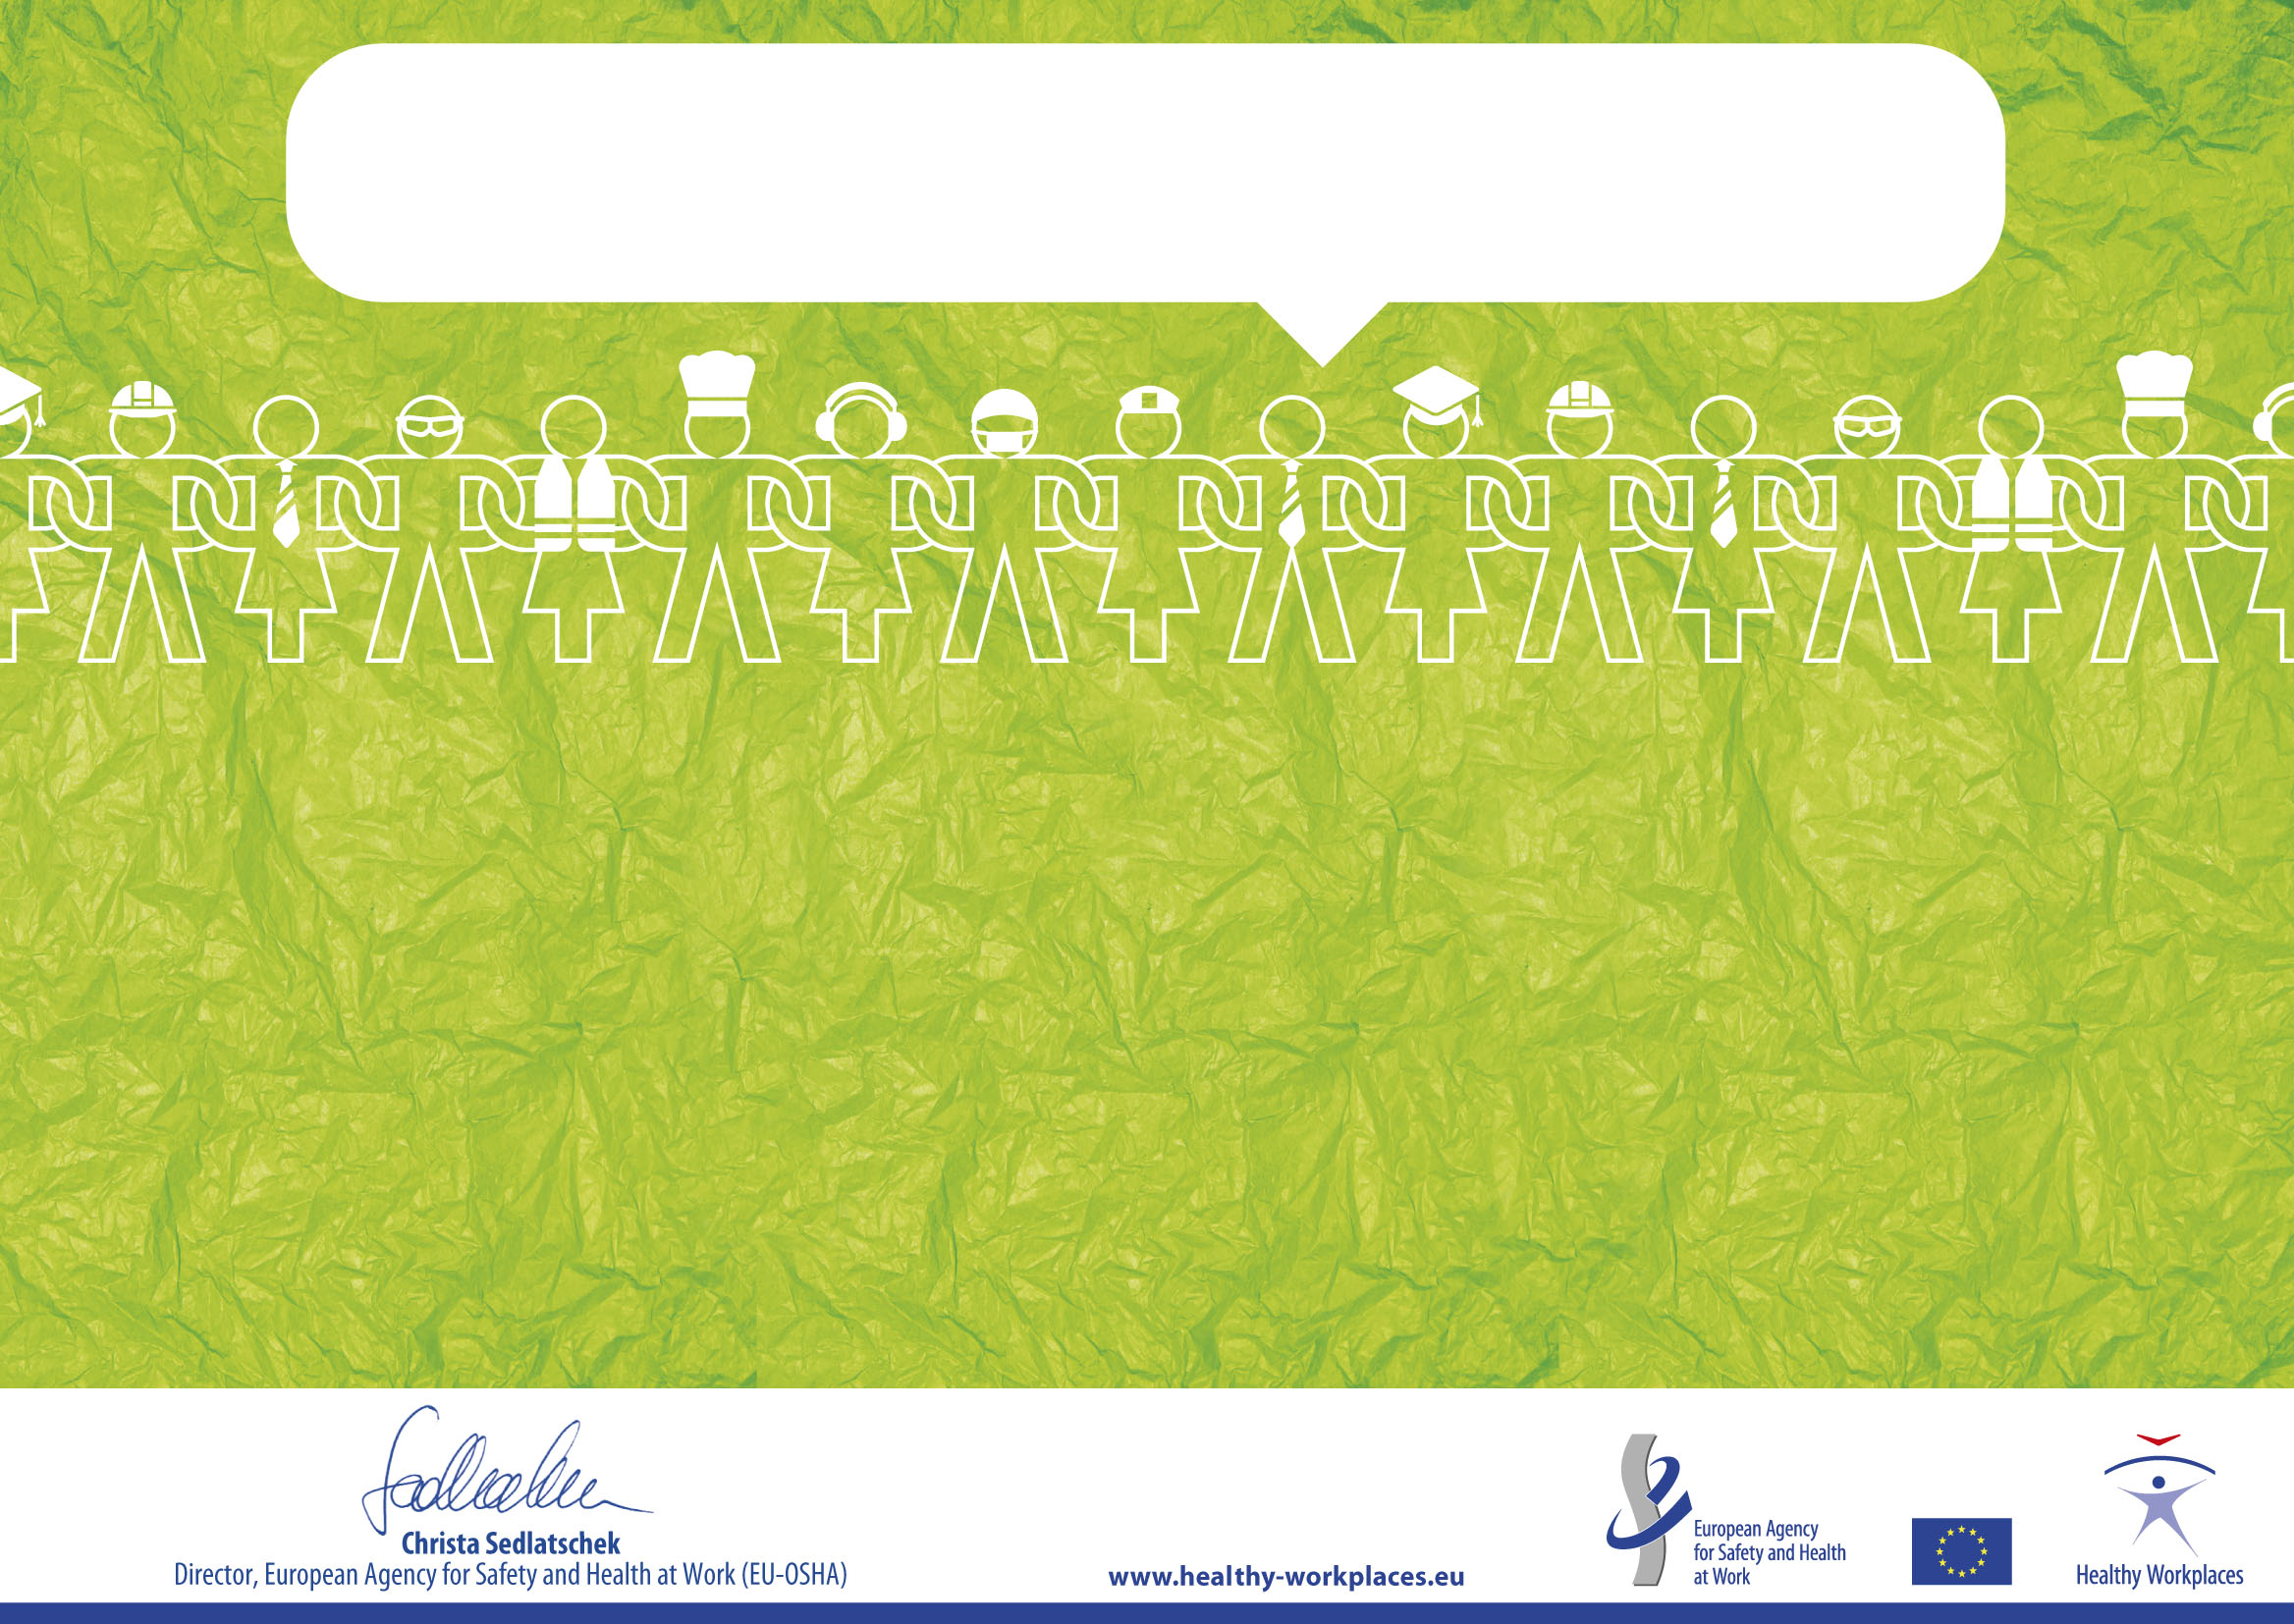 Christa Sedlatschek
Director, European Agency for Safety and Health at Work (EU-OSHA)
www.healthy-workplaces.eu
European Agency
for Safety and Health
at Work
Healthy Workplaces